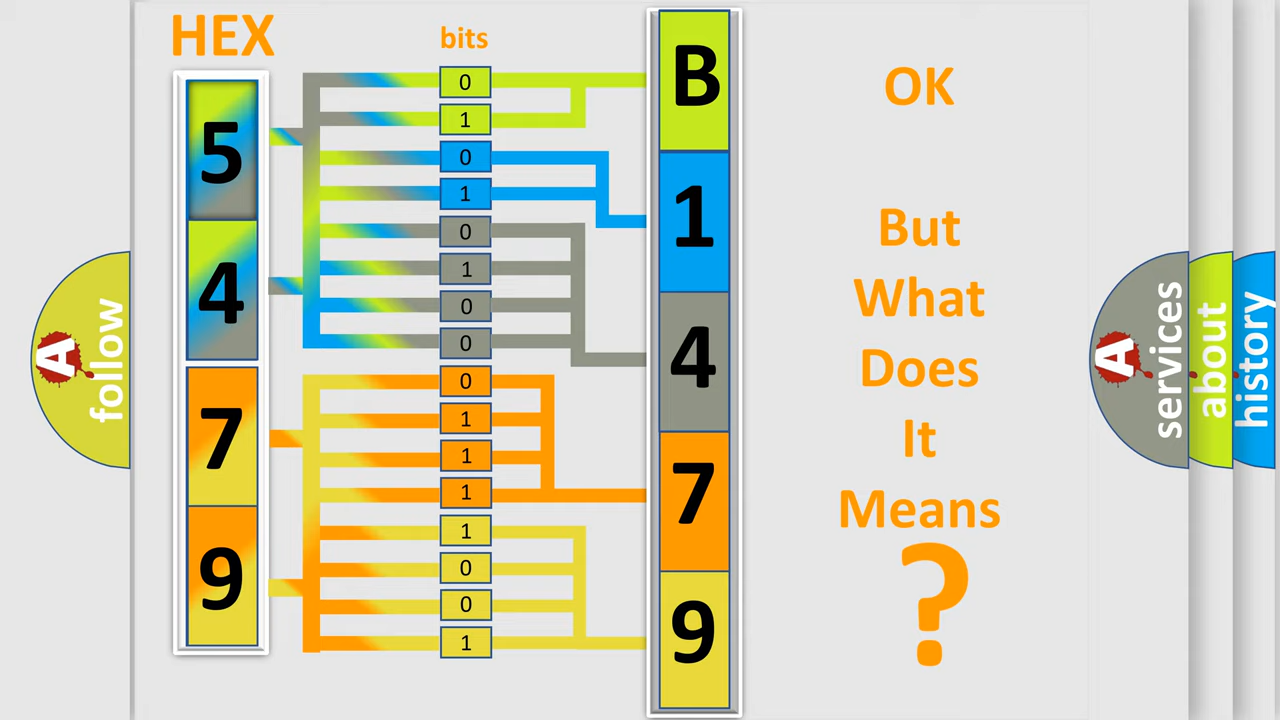 HEX
bits
5
4
7
9
0
1
0
1
0
1
0
0
0
1
1
1
1
0
0
1
B
1
4
7
9
OK
But
What
Does
It
Means
?
A
follow
A
services
about
history